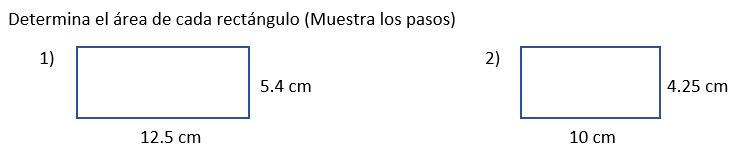 Determina el área de cada rectángulo (Muestra los pasos)
1)
5.4 cm
12.5 cm
2)
4.25 cm
10 cm